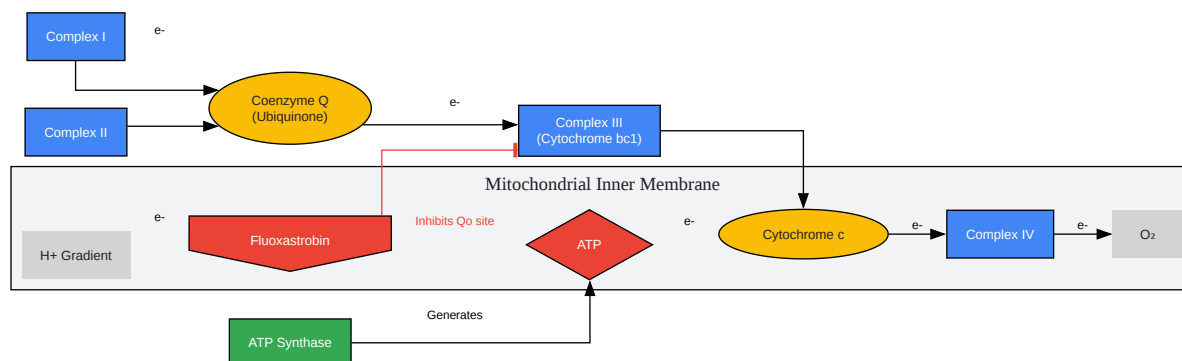 Complex I
e-
Coenzyme Q
(Ubiquinone)
e-
Complex II
Complex III
(Cytochrome bc1)
Mitochondrial Inner Membrane
e-
Inhibits Qo site
e-
Fluxastrobin
ATP
Cytochrome c
e-
Complex IV
e-
O₂
H+ Gradient
Generates
ATP Synthase